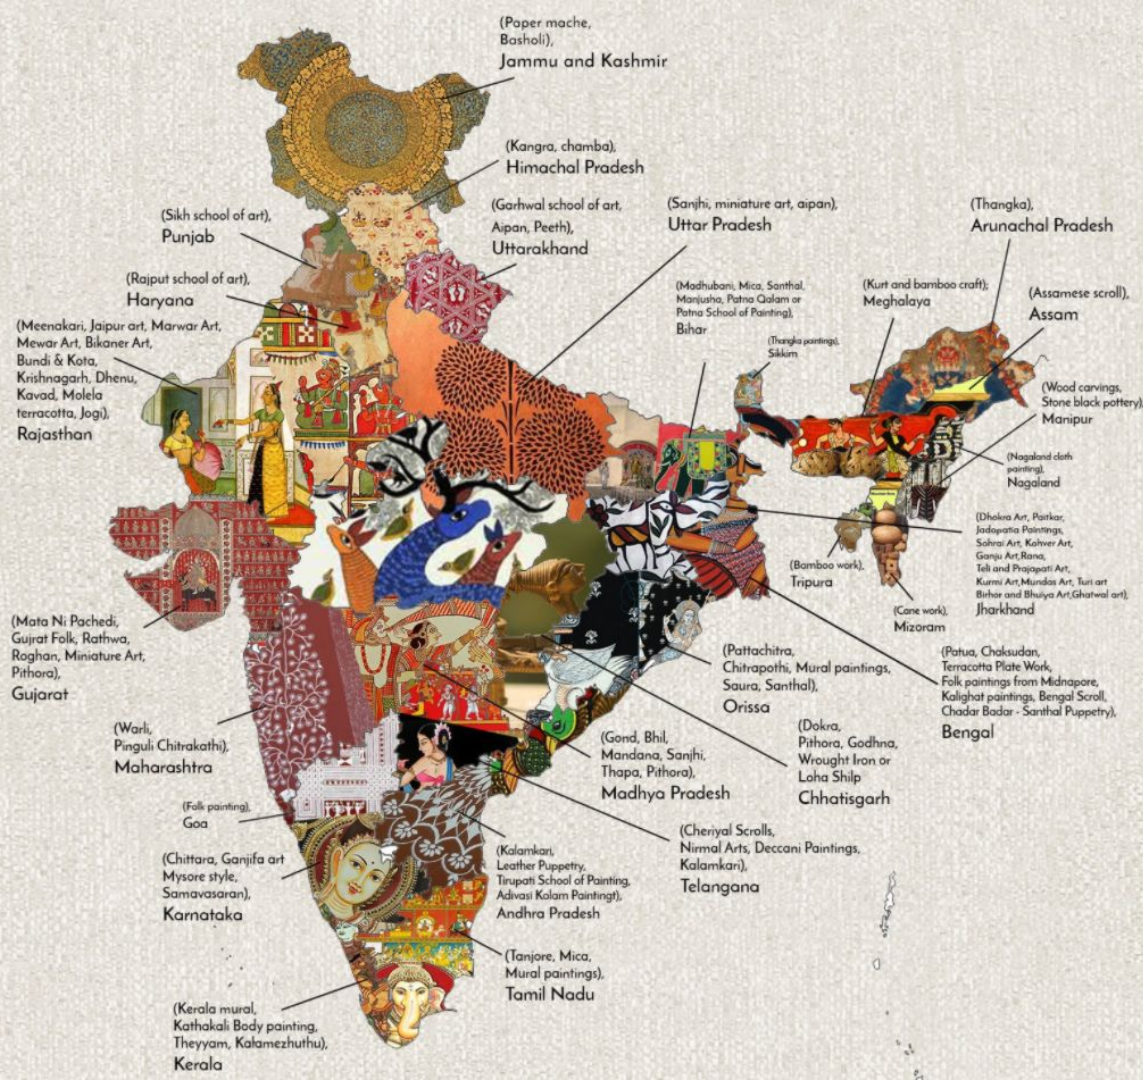 (Paper mache,
Basholi),
Jammu and Kashmir
(Kangra, chamba),
Himachal Pradesh
(Sikh school of art),
Punjab
(Garhwal school of art,
Aipan, Peeth),
Uttarakhand
(Sanjhi, miniature art, aipan),
Uttar Pradesh
(Thangka),
Arunachal Pradesh
(Rajput school of art),
Haryana
(Madhubani, Mica, Santhal,
Manjusha, Patna Qalam or
Patna School of Painting),
Bihar
(Kurt and bamboo craft);
Meghalaya
(Assamese scroll),
Assam
(Meenakari, Jaipur art, Marwar Art,
Mewar Art, Bikaner Art,
Bundi & Kota,
Krishnagarh, Dhenu,
Kavad, Molela
terracotta, Jogi),
Rajasthan
(Thangka paintings),
Sikkim
(Wood carvings,
Stone black pottery),
Manipur
(Nagaland cloth
painting),
Nagaland
(Dhokra Art, Paitkar,
Jadopatia Paintings,
Sohrai Art, Kohver Art,
Ganju Art,Rana,
Teli and Prajapati Art,
Kurmi Art,Mundas Art, Turi art
Birhor and Bhuiya Art,Ghatwal art),
Jharkhand
(Bamboo work),
Tripura
(Cane work),
Mizoram
(Mata Ni Pachedi,
Gujrat Folk, Rathwa,
Roghan, Miniature Art,
Pithora),
Gujarat
(Pattachitra,
Chitrapothi, Mural paintings,
Saura, Santhal),
Orissa
(Patua, Chaksudan,
Terracotta Plate Work,
Folk paintings from Midnapore,
Kalighat paintings, Bengal Scroll,
Chadar Badar - Santhal Puppetry),
Bengal
(Warli,
Pinguli Chitrakathi),
Maharashtra
(Gond, Bhil,
Mandana, Sanjhi,
Thapa, Pithora),
Madhya Pradesh
(Dokra,
Pithora, Godhna,
Wrought Iron or
Loha Shilp
Chhatisgarh
(Folk painting),
Goa
(Cheriyal Scrolls,
Nirmal Arts, Deccani Paintings,
Kalamkari),
Telangana
(Chittara, Ganjifa art
Mysore style,
Samavasaran),
Karnataka
(Kalamkari,
Leather Puppetry,
Tirupati School of Painting,
Adivasi Kolam Paintingt),
Andhra Pradesh
(Tanjore, Mica,
Mural paintings),
Tamil Nadu
(Kerala mural,
Kathakali Body painting,
Theyyam, Kalamezhuthu),
Kerala